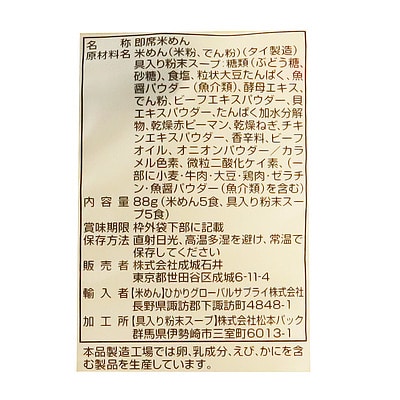 名称 即席米めん
原材料名 米めん(米粉、でん粉)(タイ製造)
具入り粉末スープ:糖類(ぶどう糖、
砂糖)、食塩、粒状大豆たんぱく、魚
醤パウダー(魚介類)、酵母エキス、
でん粉、ビーフエキスパウダー、貝
エキスパウダー、たんぱく加水分解
物、乾燥赤ピーマン、乾燥ねぎ、チキ
ンエキスパウダー、香辛料、ビーフ
オイル、オニオンパウダー/カラ
メル色素、微粒二酸化ケイ素、(一
部に小麦・牛肉・大豆・鶏肉・ゼラチ
ン・魚醤パウダー(魚介類)を含む)
内容量 88g(米めん5食、具入り粉末スー
プ5食)
賞味期限 枠外袋下部に記載
保存方法 直射日光、高温多湿を避け、常温で
保存してください
販売者 株式会社成城石井
東京都世田谷区成城6-11-4
輸入者 【米めん】ひかりグローバルサプライ株式会社
長野県諏訪郡下諏訪町4848-1
加工所 【具入り粉末スープ】株式会社松本パック
群馬県伊勢崎市三室町6013-1
本品製造工場では卵、乳成分、えび、かにを含
む製品を生産しています。